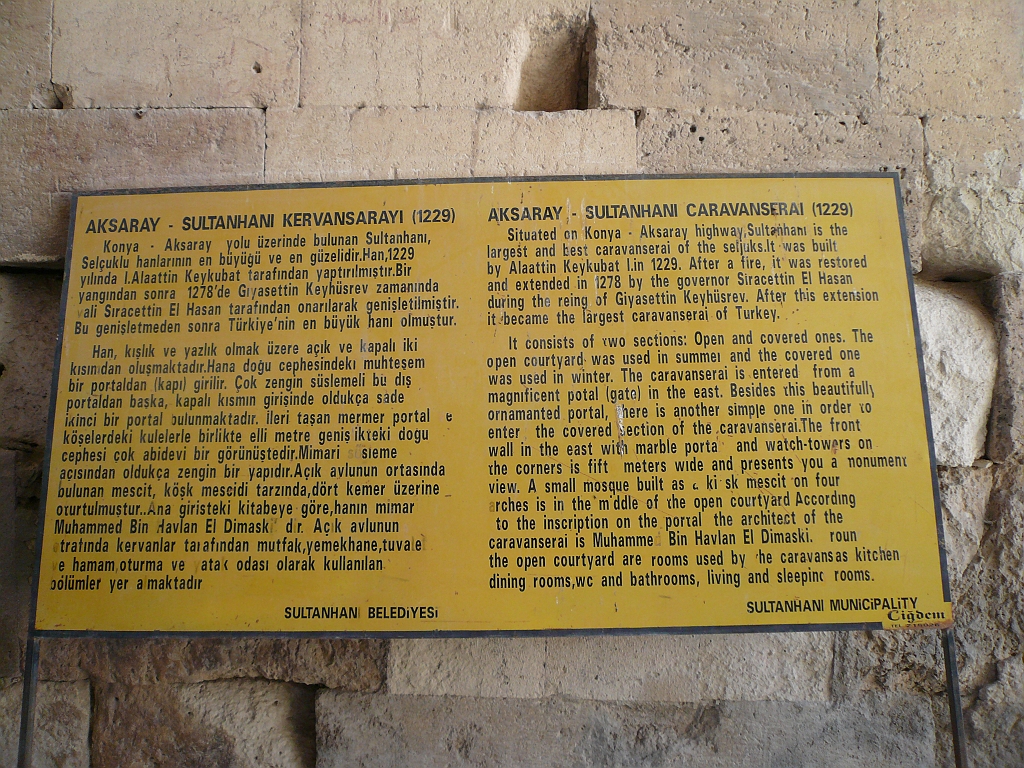 AKSARAY - SULTANHANI KERVANSARAYI (1229)
Konya - Aksaray yolu üzerinde bulunan Sultanhanı,
Selçuklu hanlarının en büyüğü ve en güzelidir.Han,1229
yılında I.Alaattin Keykubat tarafından yaptırılmıştır.Bir
yangından sonra 1278'de Gıyasettin Keyhüsrev zamanında
vali Siracettin El Hasan tarafından onarılarak genişletilmiştir.
Bu genişletmeden sonra Türkiye'nin en büyük hanı olmuştur.
Han, kışlık ve yazlık olmak üzere açık ve kapalı iki
kısından oluşmaktadır.Hana doğu cephesindeki muhteşem
bir portaldan (kapı) girilir. Çok zengin süslemeli bu dış
portaldan başka, kapalı kısmın girişinde oldukça sade
ikinci bir portal bulunmaktadır. İleri taşan mermer portal e
köşelerdeki kulelerle birlikte elli metre genişlikteki doğu
cephesi çok abidevi bir görünüştedir.Mimari sisleme
açısından oldukça zengin bir yapıdır.Açık avlunun ortasında
bulunan mescit, köşk mescidi tarzında,dört kemer üzerine
oturtulmuştur..Ana giristeki kitabeye göre,hanın mimar
Muhammed Bin Havlan El Dimaski dir. Açık avlunun
etrafında kervanlar tarafından mutfak,yemekhane,tuvale
ve hamam,oturma ve yatak odası olarak kullanılan
bölümler yer almaktadır
SULTANHANI BELEDİYESİ
AKSARAY - SULTANHANI CARAVANSERAI (1229)
Situated on Konya - Aksaray highway,Sultanhani is the
largest and best caravanserai of the seljuks.It was built
by Alaattin Keykubat I.in 1229. After a fire, it was restored
and extended in 1278 by the governor Siracettin El Hasan
during the reing of Gıyasettin Keyhüsrev. After this extension
it became the largest caravanserai of Turkey.
It consists of two sections: Open and covered ones. The
open courtyard was used in summer and the covered one
was used in winter. The caravanserai is entered from a
magnificent potal (gate) in the east. Besides this beautifully
ornamanted portal, there is another simple one in order to
enter the covered section of the caravanserai.The front
wall in the east with marble portal and watch-towers on
the corners is fifty meters wide and presents you a monument
view. A small mosque built as a kiosk mescit on four
arches is in the middle of the open courtyard According
to the inscription on the portal the architect of the
caravanserai is Muhammed Bin Havlan El Dimaski. roun
the open courtyard are rooms used by the caravansas kitchen
dining rooms,wc and bathrooms, living and sleeping rooms.
SULTANHANI MUNICIPALITY
Çiğdem